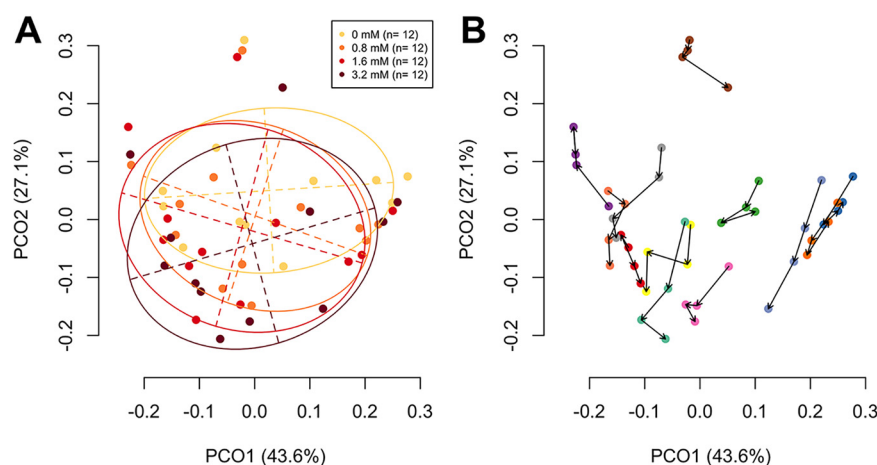 A
0 mM (n= 12)
0.8 mM (n= 12)
1.6 mM (n= 12)
3.2 mM (n= 12)
PCO2 (27.1%)
0.3
0.2
0.1
0.0
-0.1
-0.2
-0.2
-0.1
0.0
0.1
0.2
0.3
PCO1 (43.6%)
B
PCO2 (27.1%)
0.3
0.2
0.1
0.0
-0.1
-0.2
-0.2
-0.1
0.0
0.1
0.2
0.3
PCO1 (43.6%)